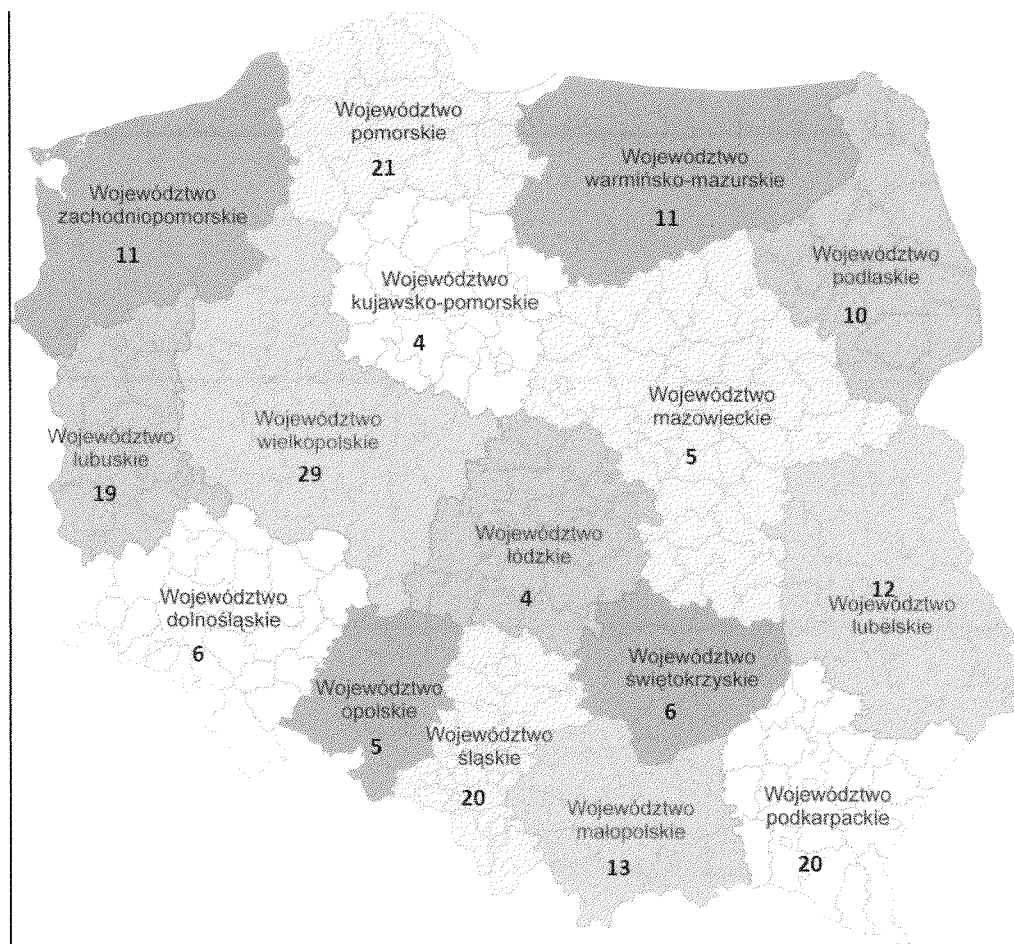 Województwo
pomorskie
21
Województwo
warmińsko-mazurskie
11
Województwo
zachodniopomorskie
11
Województwo
podlaskie
10
Województwo
kujawsko-pomorskie
4
Województwo
mazowieckie
5
Województwo
wielkopolskie
29
Województwo
lubuskie
19
Województwo
łódzkie
4
12
Województwo
lubelskie
Województwo
dolnośląskie
6
Województwo
świętokrzyskie
6
Województwo
opolskie
5
Województwo
śląskie
20
Województwo
małopolskie
13
Województwo
podkarpackie
20